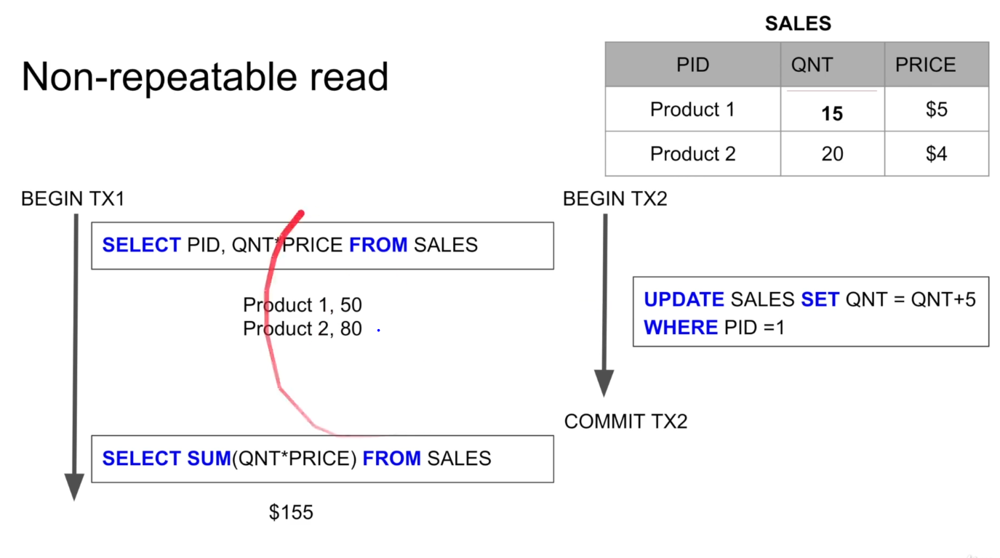 SALES
Non-repeatable read
PID QNT PRICE
Product 1 15 $5
Product 2 20 $4
BEGIN TX1
SELECT PID, QNT*PRICE FROM SALES
Product 1, 50
Product 2, 80
SELECT SUM(QNT*PRICE) FROM SALES
$155
BEGIN TX2
UPDATE SALES SET QNT = QNT+5
WHERE PID =1
COMMIT TX2